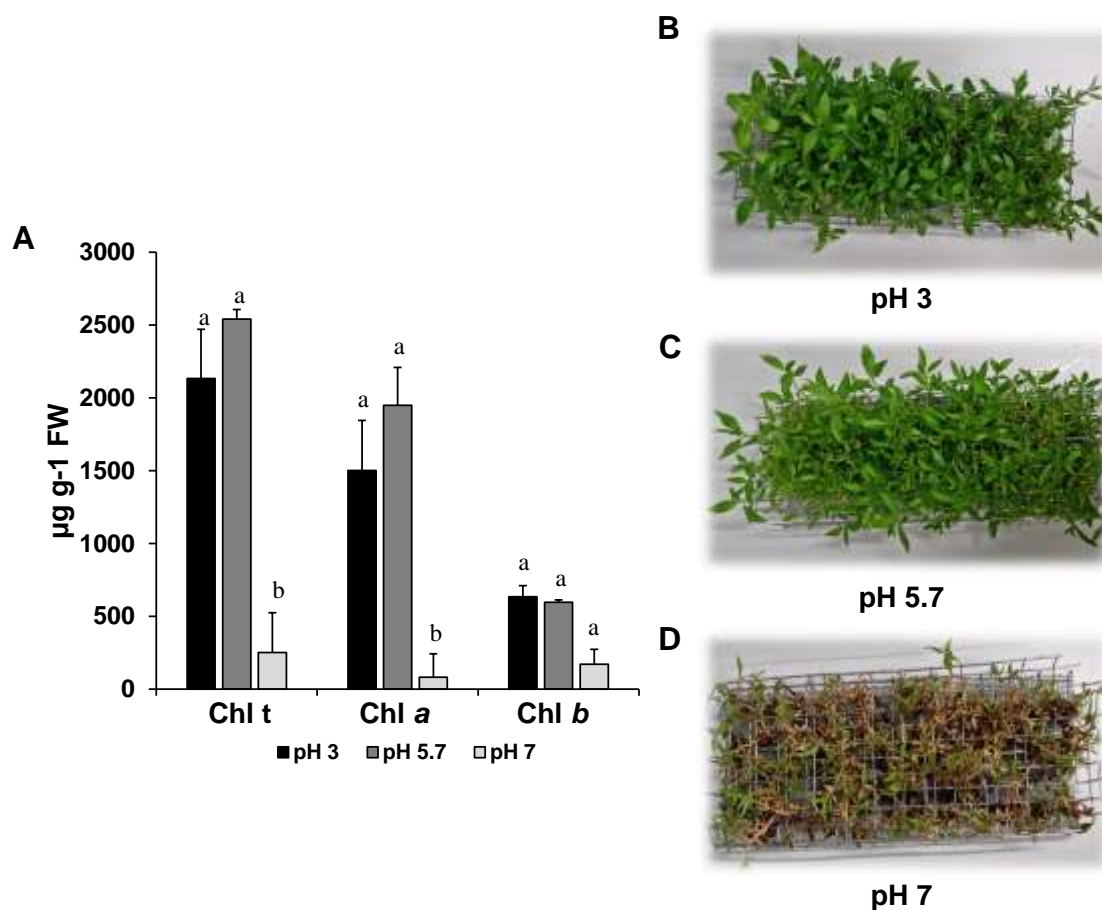 A
3000
2500
2000
1500
1000
500
0
µg g-1 FW
a
a
b
a
a
b
a
a
a
Chl t
Chl a
Chl b
pH 3
pH 5.7
pH 7
B
pH 3
C
pH 5.7
D
pH 7